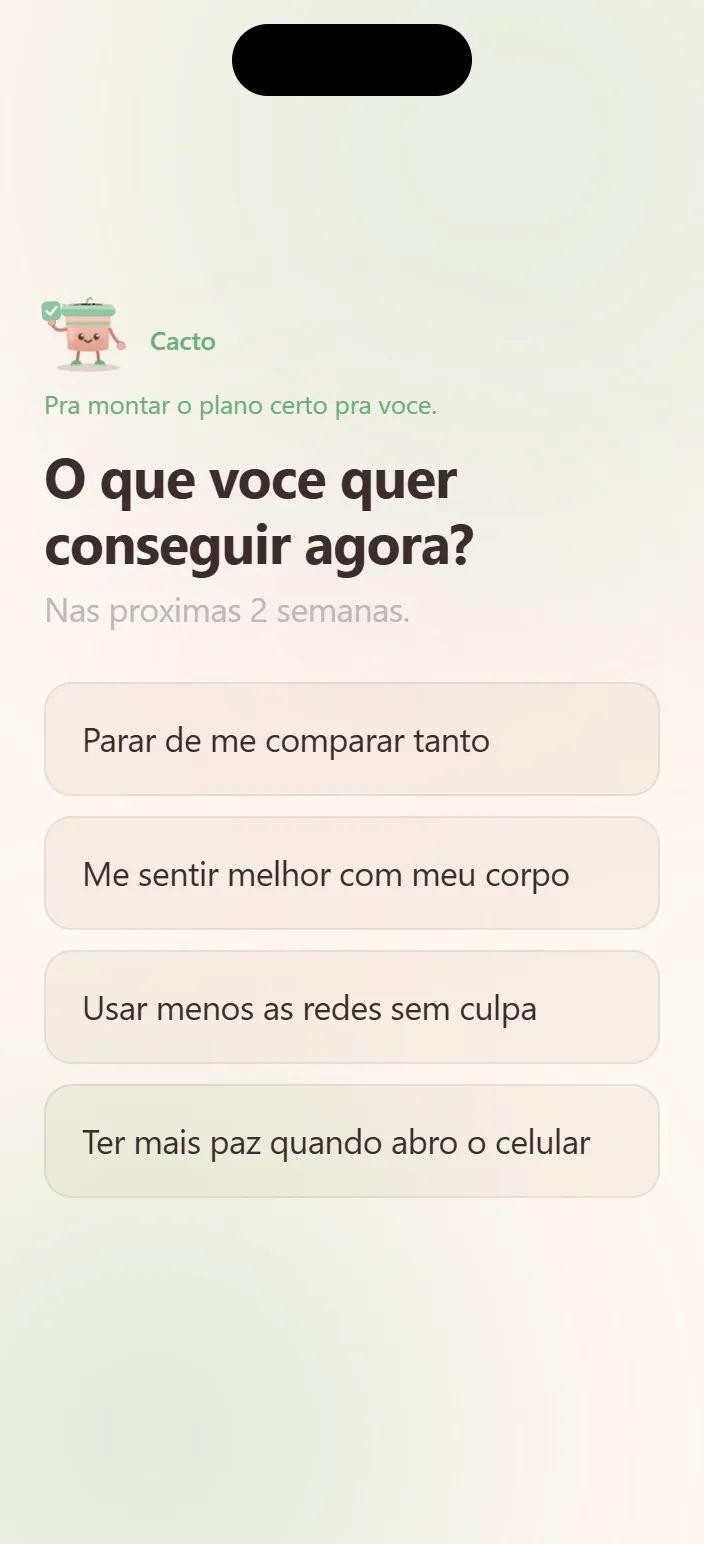 Cacto
Pra montar o plano certo pra voce.
O que voce quer
conseguir agora?
Nas proximas 2 semanas.
Parar de me comparar tanto
Me sentir melhor com meu corpo
Usar menos as redes sem culpa
Ter mais paz quando abro o celular